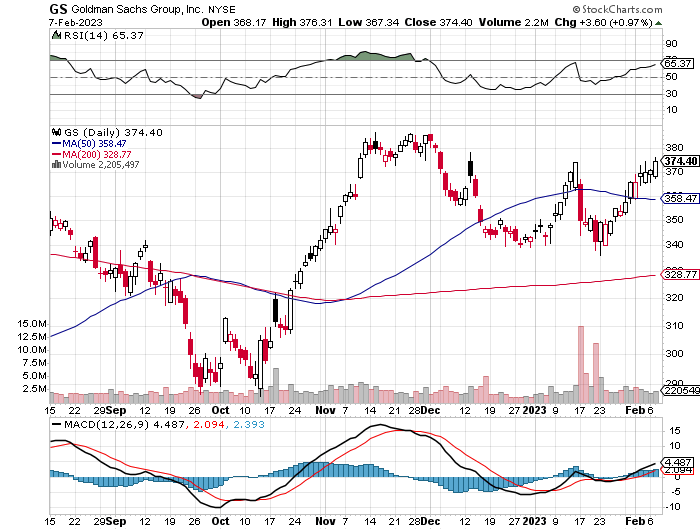 GS Goldman Sachs Group, Inc. NYSE © StockCharts.com
7-Feb-2023 Open 368.17 High 376.31 Low 367.34 Close 374.40 Volume 2.2M Chg +3.60 (+0.97%)
RSI(14) 65.37
90
70
65.37
50
30
10
GS (Daily) 374.40
MA(50) 358.47
MA(200) 328.77
Volume 2,205,497
380
374.40
370
358.47
350
340
330
328.77
320
310
300
290
15.0M
12.5M
10.0M
7.5M
5.0M
2.5M
220549
15 22 29 Sep 12 19 26 Oct 10 17 24 Nov 7 14 21 28 Dec 12 19 27 2023 9 17 23 Feb 6
MACD(12,26,9) 4.487, 2.094, 2.393
15
10
4.487
2.094
0
-5
-10
15 22 29 Sep 12 19 26 Oct 10 17 24 Nov 7 14 21 28 Dec 12 19 27 2023 9 17 23 Feb 6